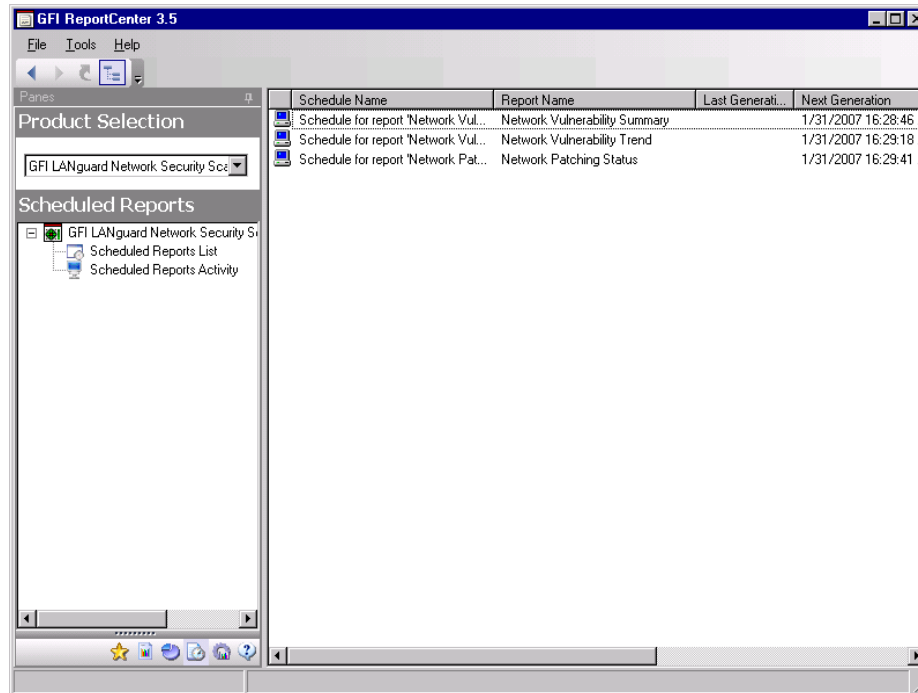 GFI ReportCenter 3.5
File Tools Help
Panes
Product Selection
GFI LANguard Network Security Sca
Scheduled Reports
GFI LANguard Network Security S
Scheduled Reports List
Scheduled Reports Activity
Schedule Name Report Name Last Generati... Next Generation
Schedule for report 'Network Vul... Network Vulnerability Summary 1/31/2007 16:28:46
Schedule for report 'Network Vul... Network Vulnerability Trend 1/31/2007 16:29:18
Schedule for report 'Network Pat... Network Patching Status 1/31/2007 16:29:41